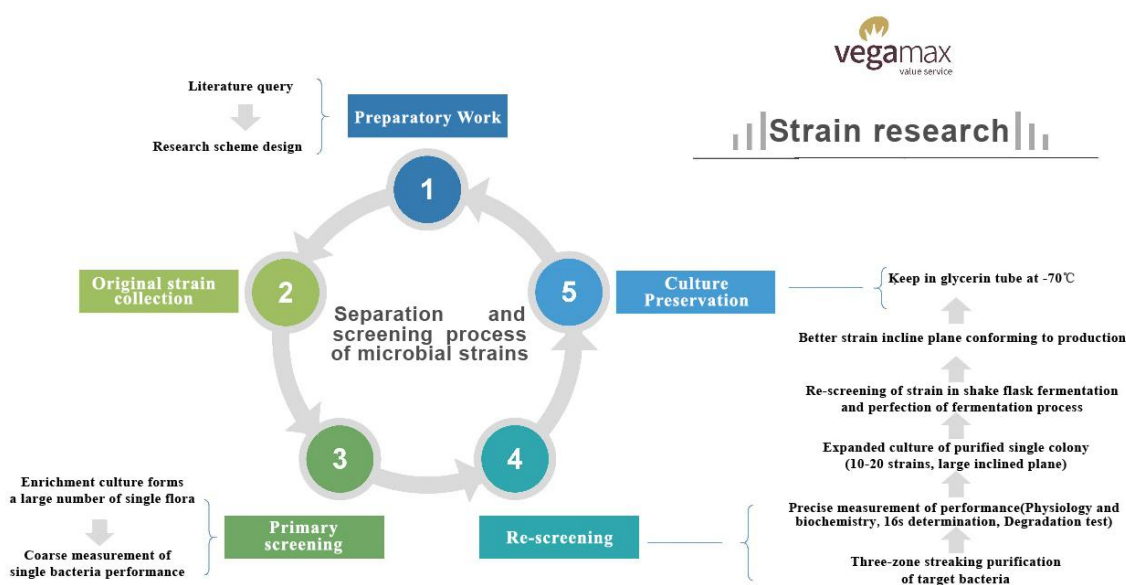 vegamax
value service
Strain research
Literature query
Research scheme design
Preparatory Work
1
Original strain
collection
2
Separation and
screening process
of microbial strains
5
Culture
Preservation
Keep in glycerin tube at -70℃
Better strain incline plane conforming to production
Re-screening of strain in shake flask fermentation
and perfection of fermentation process
Expanded culture of purified single colony
(10-20 strains, large inclined plane)
Precise measurement of performance(Physiology and
biochemistry, 16s determination, Degradation test)
Three-zone streaking purification
of target bacteria
3
4
Enrichment culture forms
a large number of single flora
Coarse measurement of
single bacteria performance
Primary
screening
Re-screening